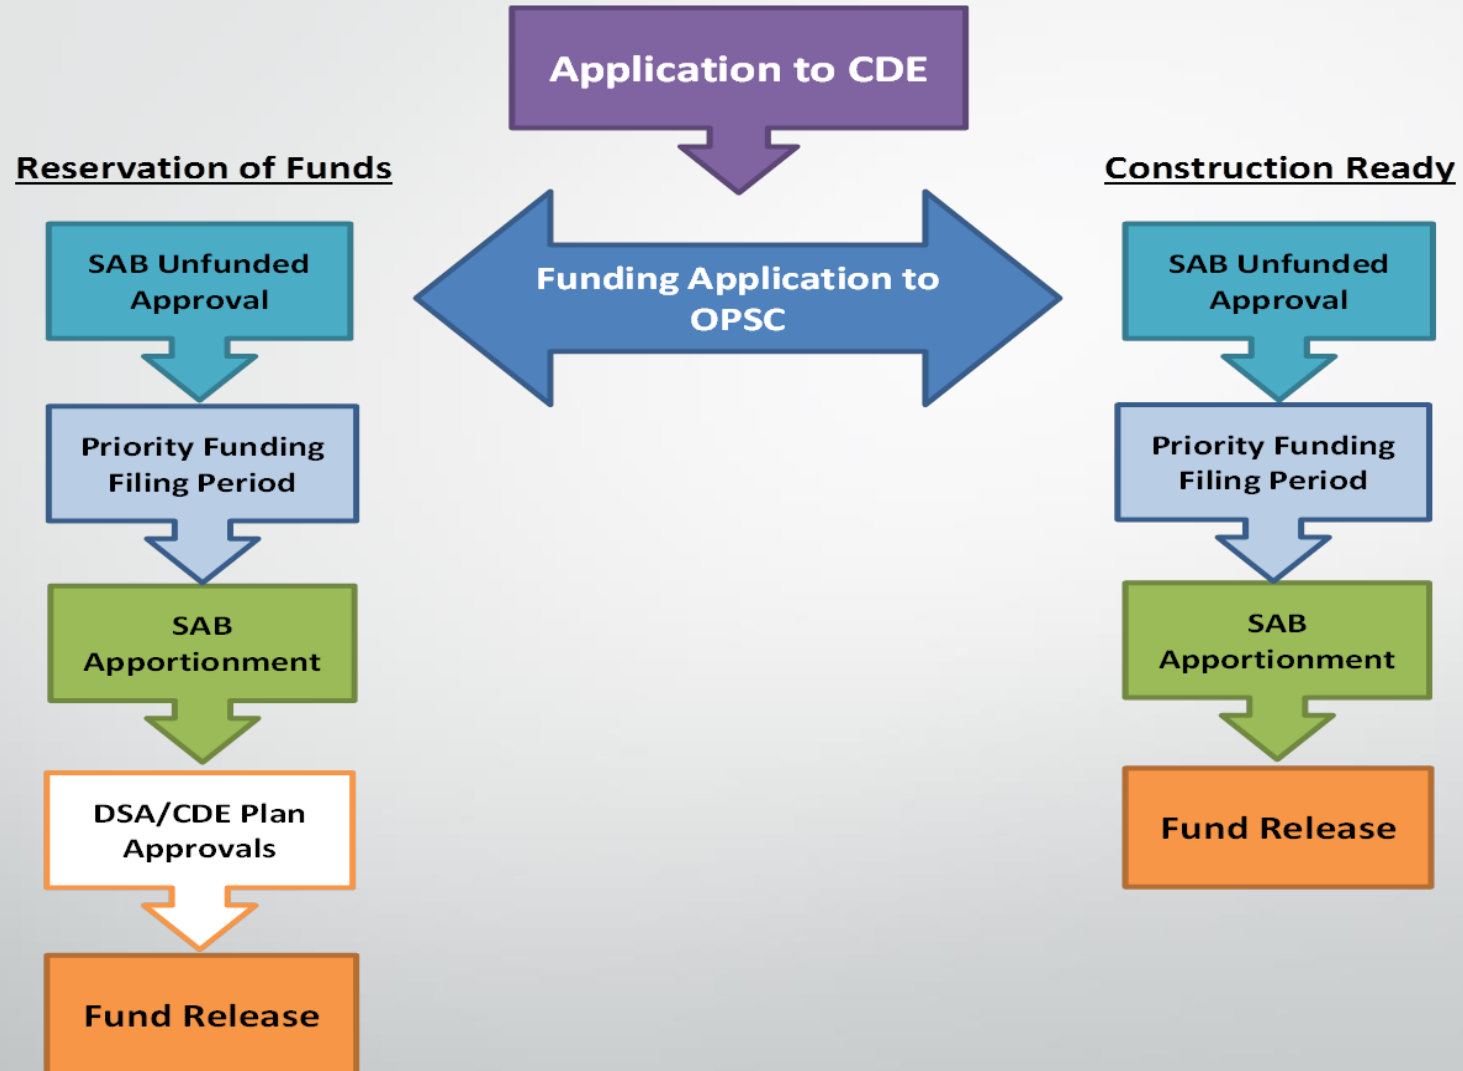 Application to CDE
Reservation of Funds
Construction Ready
Funding Application to
OPSC
SAB Unfunded
Approval
Priority Funding
Filing Period
SAB
Apportionment
DSA/CDE Plan
Approvals
Fund Release
SAB Unfunded
Approval
Priority Funding
Filing Period
SAB
Apportionment
Fund Release